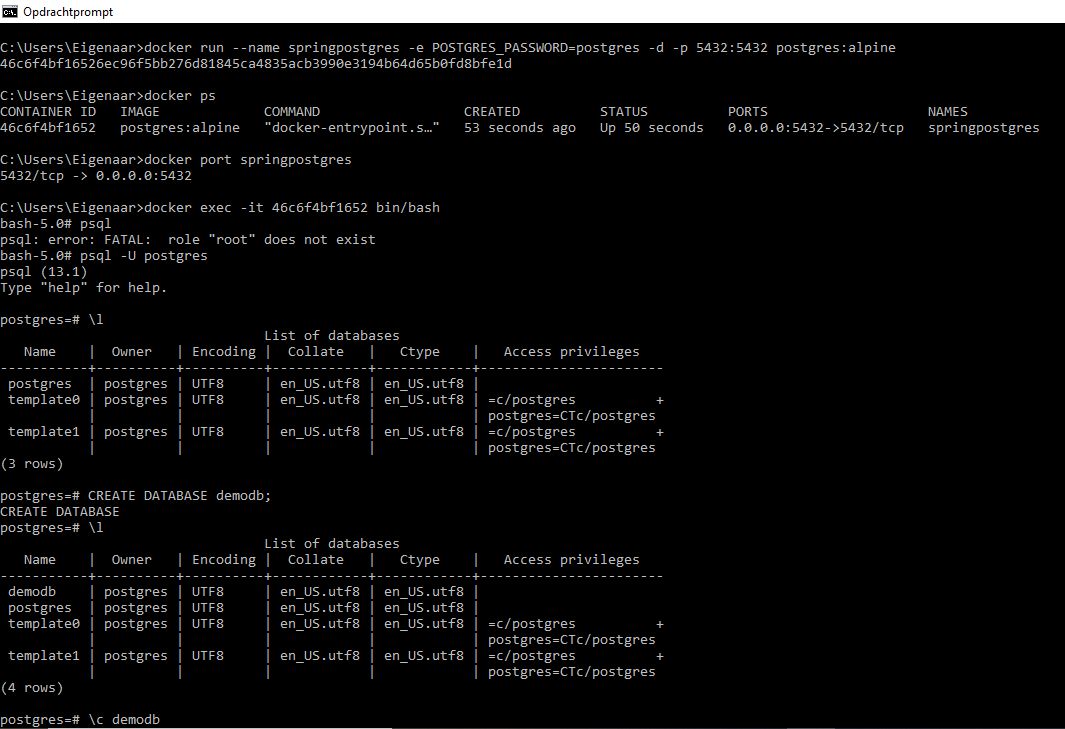 Opdrachtprompt
C:\Users\Eigenaar>docker run --name springpostgres -e POSTGRES_PASSWORD=postgres -d -p 5432:5432 postgres:alpine
46c6f4bf16526ec96f5bb276d81845ca4835acb3990e3194b64d65b0fd8bfe1d
C:\Users\Eigenaar>docker ps
CONTAINER ID   IMAGE             COMMAND                  CREATED          STATUS          PORTS                    NAMES
46c6f4bf1652   postgres:alpine   "docker-entrypoint.s…"   53 seconds ago   Up 50 seconds   0.0.0.0:5432->5432/tcp   springpostgres
C:\Users\Eigenaar>docker port springpostgres
5432/tcp -> 0.0.0.0:5432
C:\Users\Eigenaar>docker exec -it 46c6f4bf1652 bin/bash
bash-5.0# psql
psql: error: FATAL:  role "root" does not exist
bash-5.0# psql -U postgres
psql (13.1)
Type "help" for help.
postgres=# \l
                                 List of databases
   Name    |  Owner   | Encoding |  Collate   |   Ctype    |   Access privileges
-----------+----------+----------+------------+------------+-----------------------
 postgres  | postgres | UTF8     | en_US.utf8 | en_US.utf8 |
 template0 | postgres | UTF8     | en_US.utf8 | en_US.utf8 | =c/postgres          +
           |          |          |            |            | postgres=CTc/postgres
 template1 | postgres | UTF8     | en_US.utf8 | en_US.utf8 | =c/postgres          +
           |          |          |            |            | postgres=CTc/postgres
(3 rows)
postgres=# CREATE DATABASE demodb;
CREATE DATABASE
postgres=# \l
                                 List of databases
   Name    |  Owner   | Encoding |  Collate   |   Ctype    |   Access privileges
-----------+----------+----------+------------+------------+-----------------------
 demodb    | postgres | UTF8     | en_US.utf8 | en_US.utf8 |
 postgres  | postgres | UTF8     | en_US.utf8 | en_US.utf8 |
 template0 | postgres | UTF8     | en_US.utf8 | en_US.utf8 | =c/postgres          +
           |          |          |            |            | postgres=CTc/postgres
 template1 | postgres | UTF8     | en_US.utf8 | en_US.utf8 | =c/postgres          +
           |          |          |            |            | postgres=CTc/postgres
(4 rows)
postgres=# \c demodb